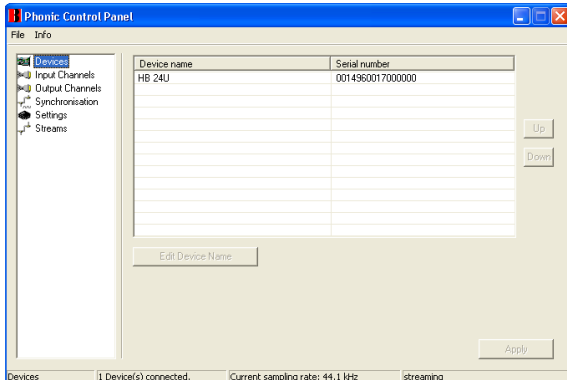 Phonic Control Panel
File Info
Devices
Input Channels
Output Channels
Synchronisation
Settings
Streams
Device name Serial number
HB 24U 0014960017000000
Up
Down
Edit Device Name
Apply
Devices 1 Device(s) connected. Current sampling rate: 44.1 kHz streaming